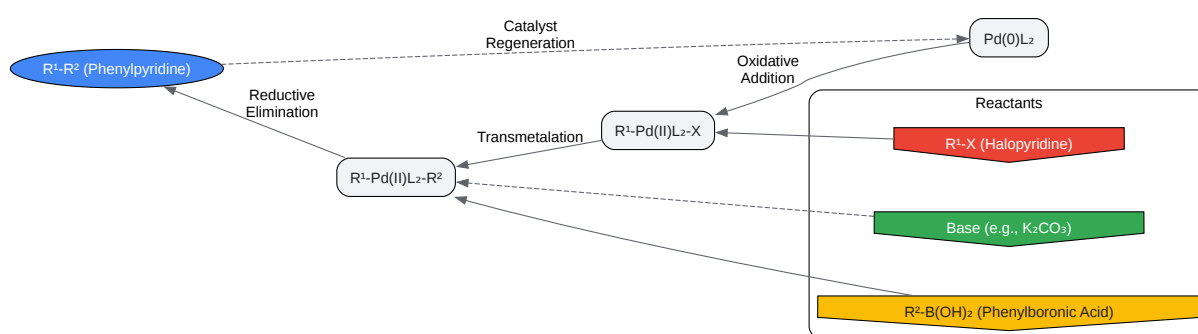 Catalyst
Regeneration
Pd(0)L₂
R¹-R² (Phenylpyridine)
Oxidative
Addition
Reductive
Elimination
Reactants
Transmetalation
R¹-Pd(II)L₂-X
R¹-X (Halopyridine)
R¹-Pd(II)L₂-R²
Base (e.g., K₂CO₃)
R²-B(OH)₂ (Phenylboronic Acid)